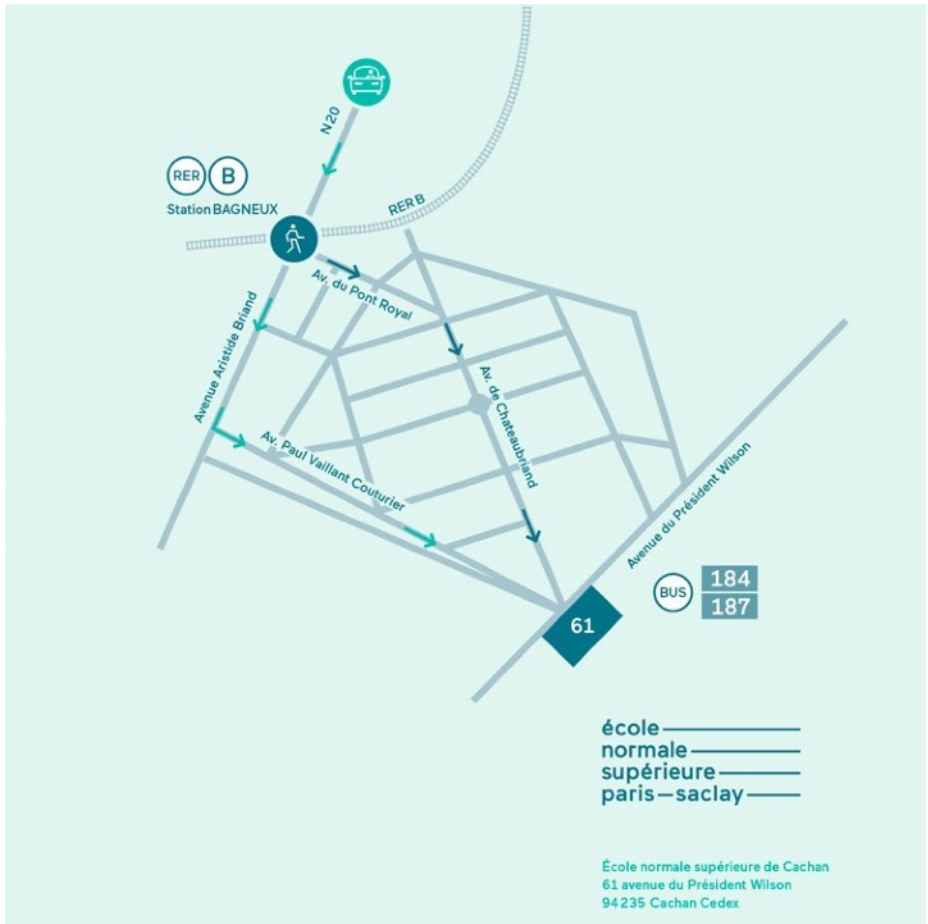 N20
RER B
Station BAGNEUX
RER B
Av. du Pont Royal
Avenue Aristide Briand
Av. de Chateaubriand
Av. Paul Vaillant Couturier
Avenue du Président Wilson
BUS
184
187
61
école
normale
supérieure
paris—saclay
École normale supérieure de Cachan
61 avenue du Président Wilson
94235 Cachan Cedex